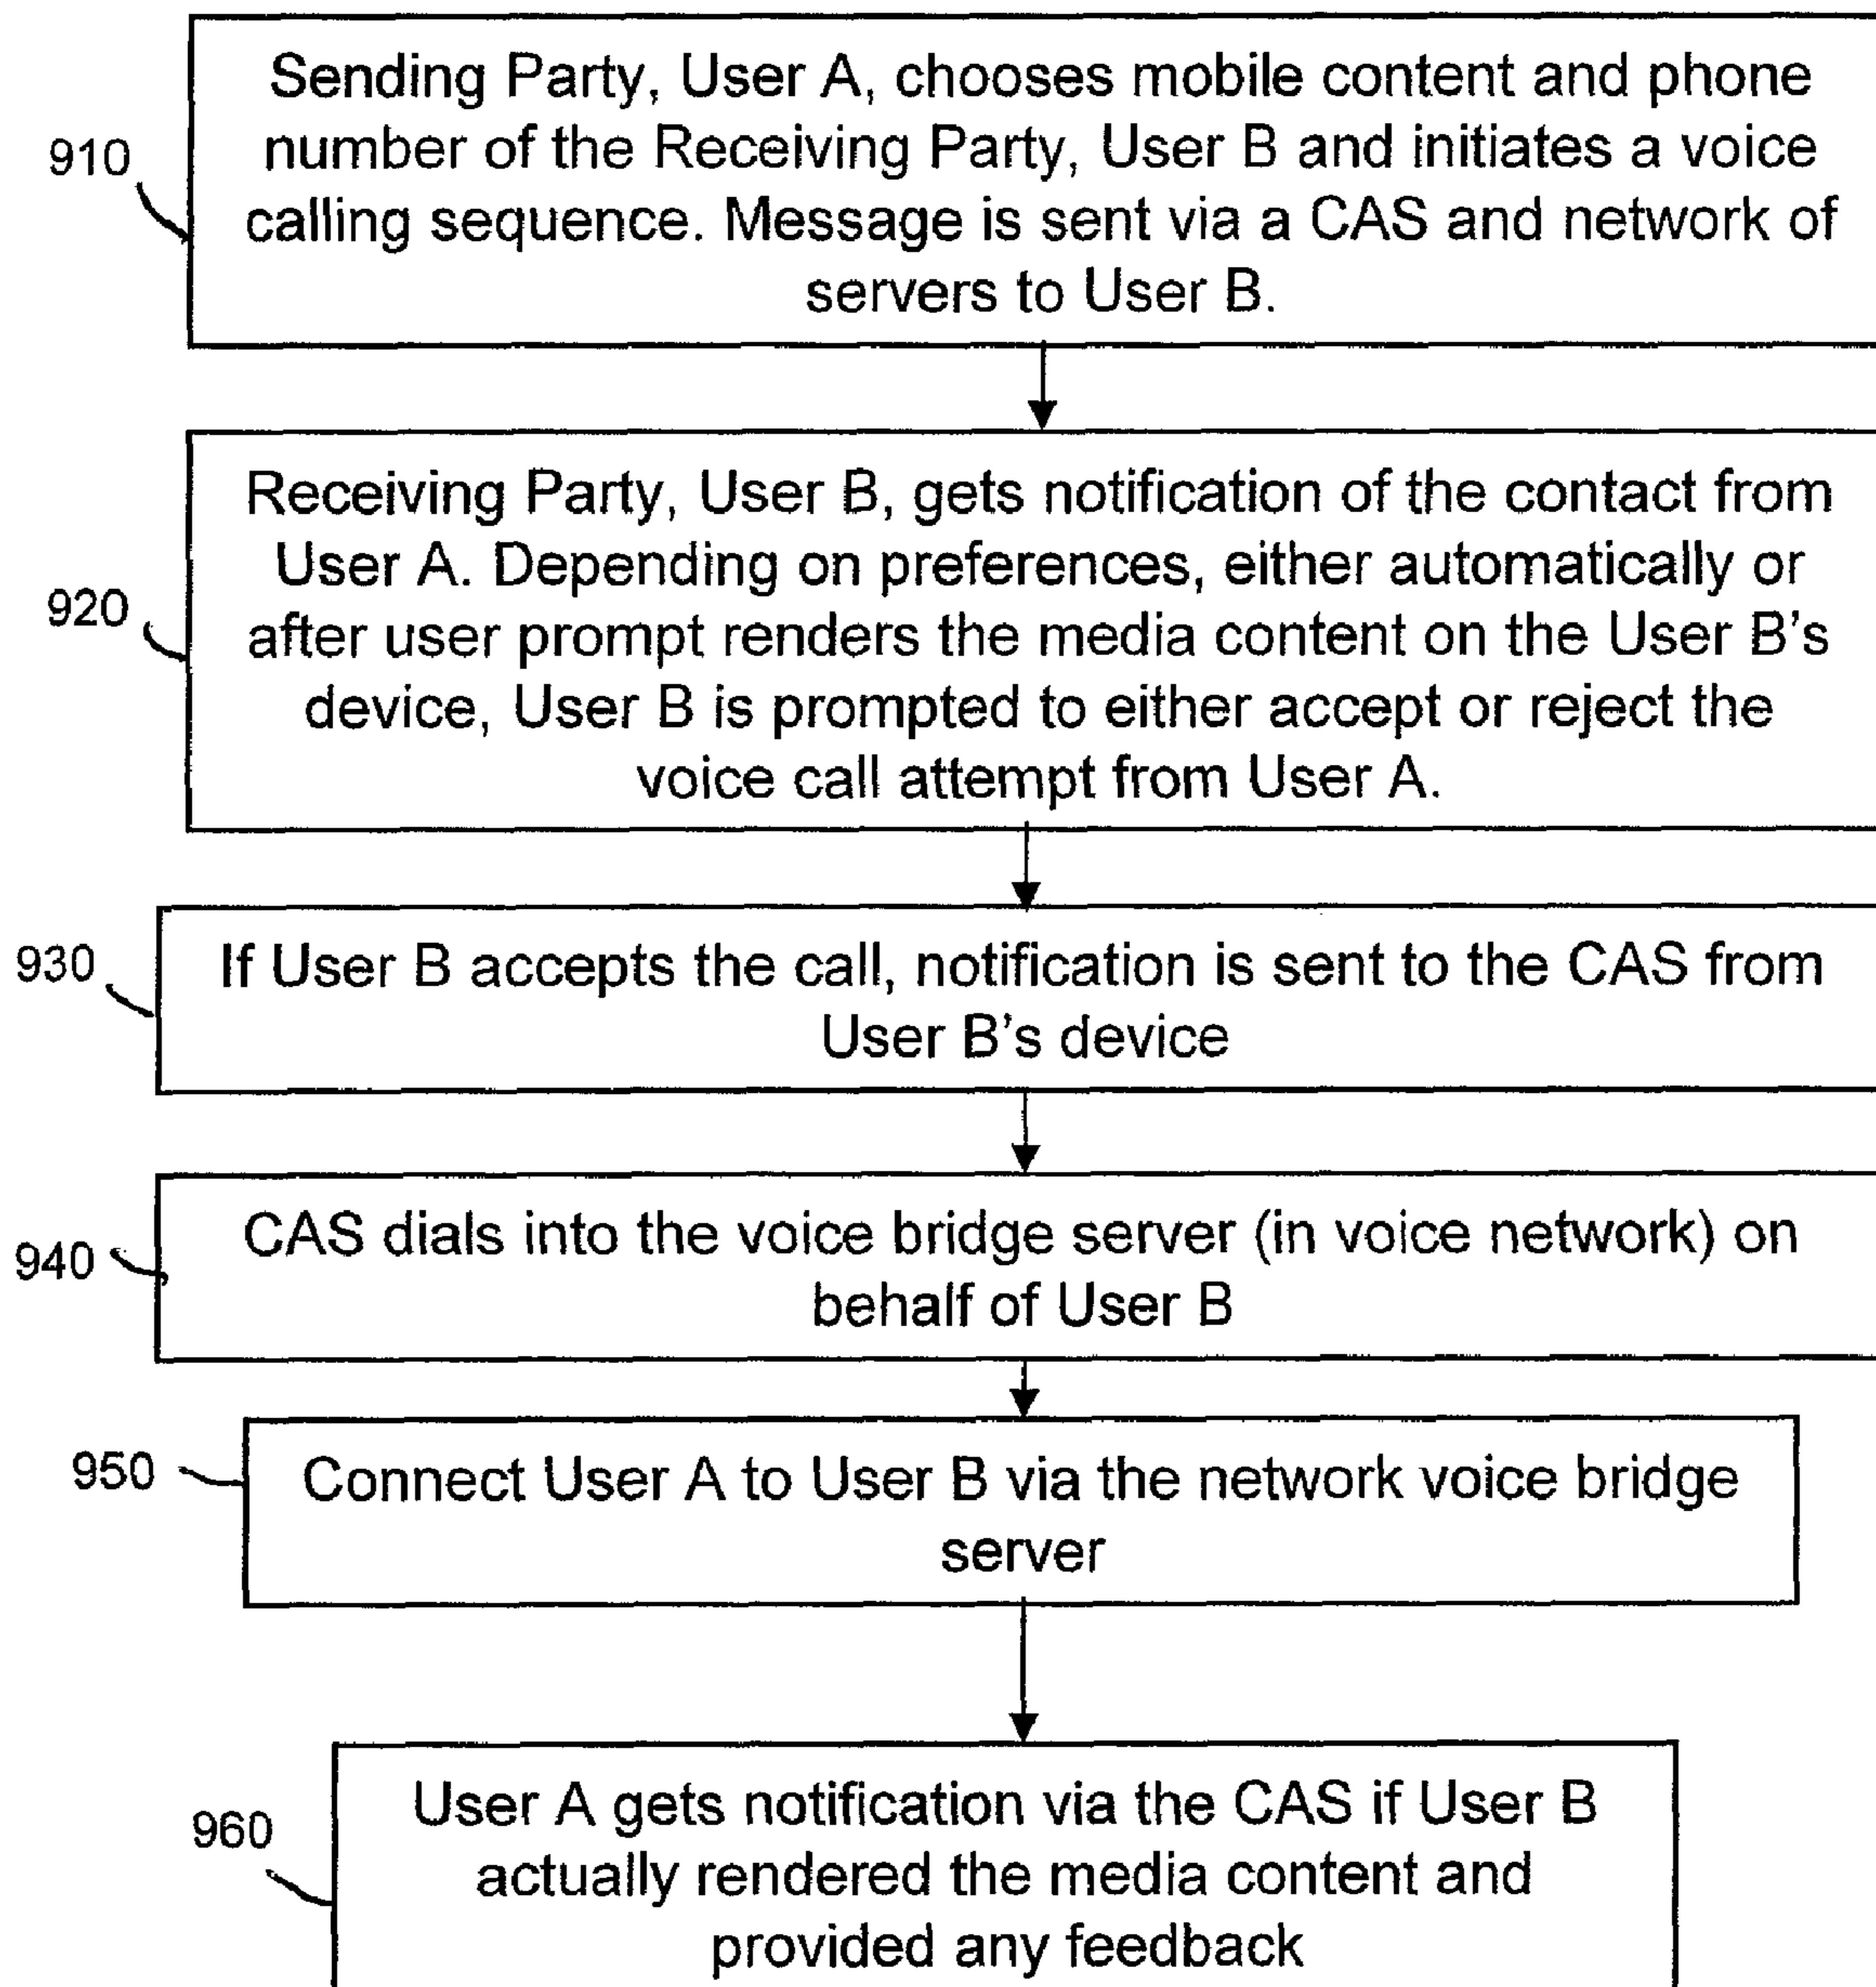 910
Sending Party, User A, chooses mobile content and phone
number of the Receiving Party, User B and initiates a voice
calling sequence. Message is sent via a CAS and network of
servers to User B.
920
Receiving Party, User B, gets notification of the contact from
User A. Depending on preferences, either automatically or
after user prompt renders the media content on the User B's
device, User B is prompted to either accept or reject the
voice call attempt from User A.
930
If User B accepts the call, notification is sent to the CAS from
User B's device
940
CAS dials into the voice bridge server (in voice network) on
behalf of User B
950
Connect User A to User B via the network voice bridge
server
960
User A gets notification via the CAS if User B
actually rendered the media content and
provided any feedback